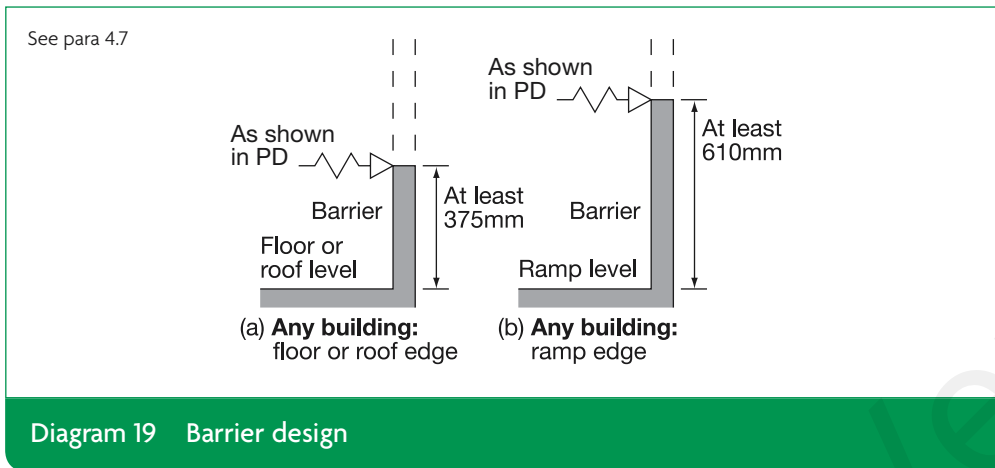 See para 4.7
As shown
in PD
Barrier
At least
375mm
Floor or
roof level
(a) Any building:
floor or roof edge
As shown
in PD
At least
610mm
Barrier
Ramp level
(b) Any building:
ramp edge
Diagram 19 Barrier design